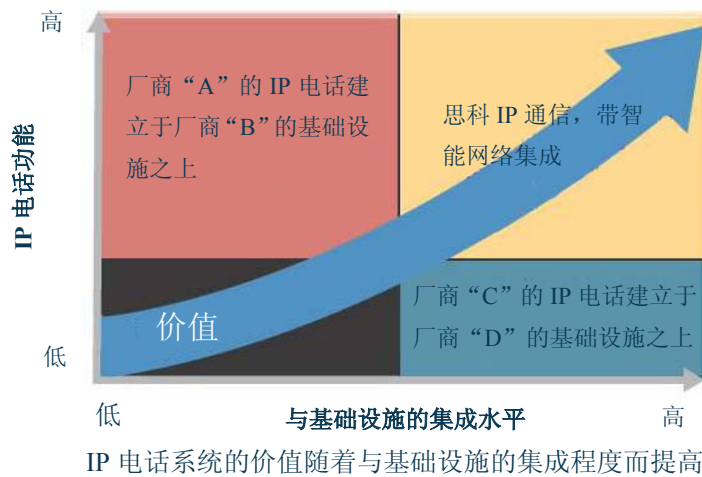 高
厂商“A”的 IP 电话建
立于厂商“B”的基础设
施之上
思科 IP 通信，带智
能网络集成
IP 电话功能
厂商“C”的 IP 电话建立于
厂商“D”的基础设施之上
价值
低
低
与基础设施的集成水平
高
IP 电话系统的价值随着与基础设施的集成程度而提高